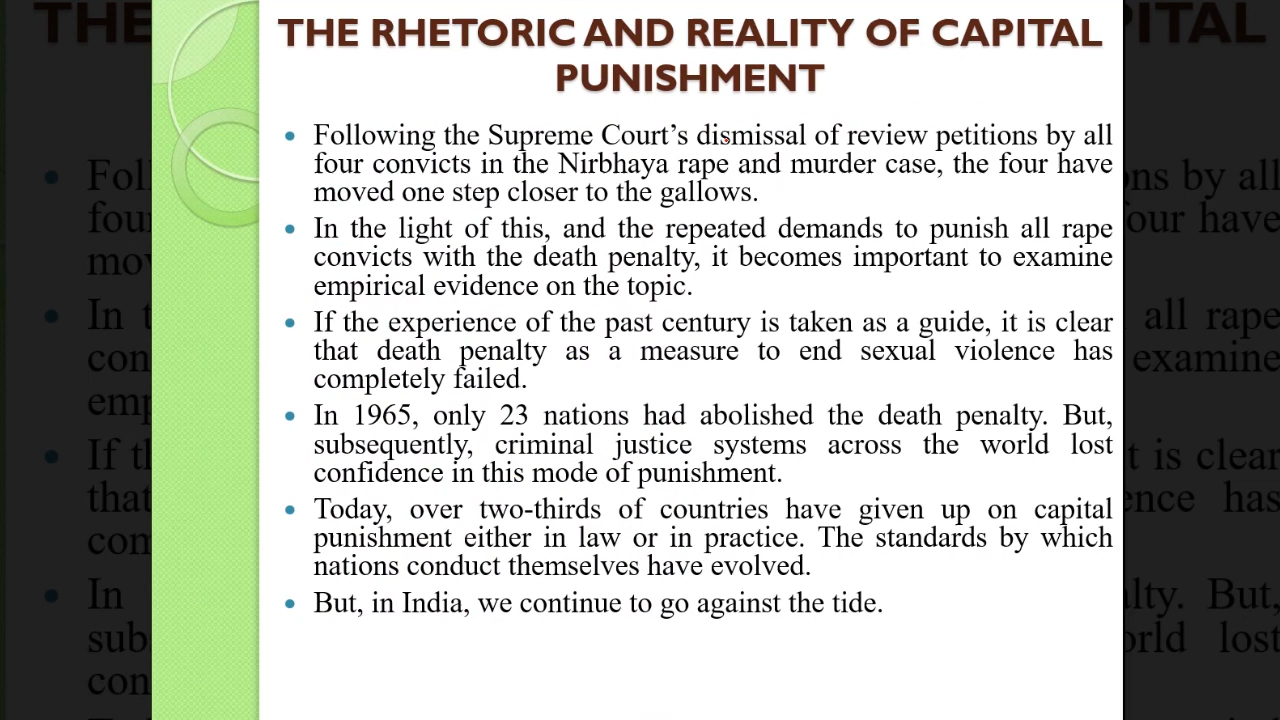 THE RHETORIC AND REALITY OF CAPITAL
PUNISHMENT
Following the Supreme Court’s dismissal of review petitions by all
four convicts in the Nirbhaya rape and murder case, the four have
moved one step closer to the gallows.
In the light of this, and the repeated demands to punish all rape
convicts with the death penalty, it becomes important to examine
empirical evidence on the topic.
If the experience of the past century is taken as a guide, it is clear
that death penalty as a measure to end sexual violence has
completely failed.
In 1965, only 23 nations had abolished the death penalty. But,
subsequently, criminal justice systems across the world lost
confidence in this mode of punishment.
Today, over two-thirds of countries have given up on capital
punishment either in law or in practice. The standards by which
nations conduct themselves have evolved.
But, in India, we continue to go against the tide.